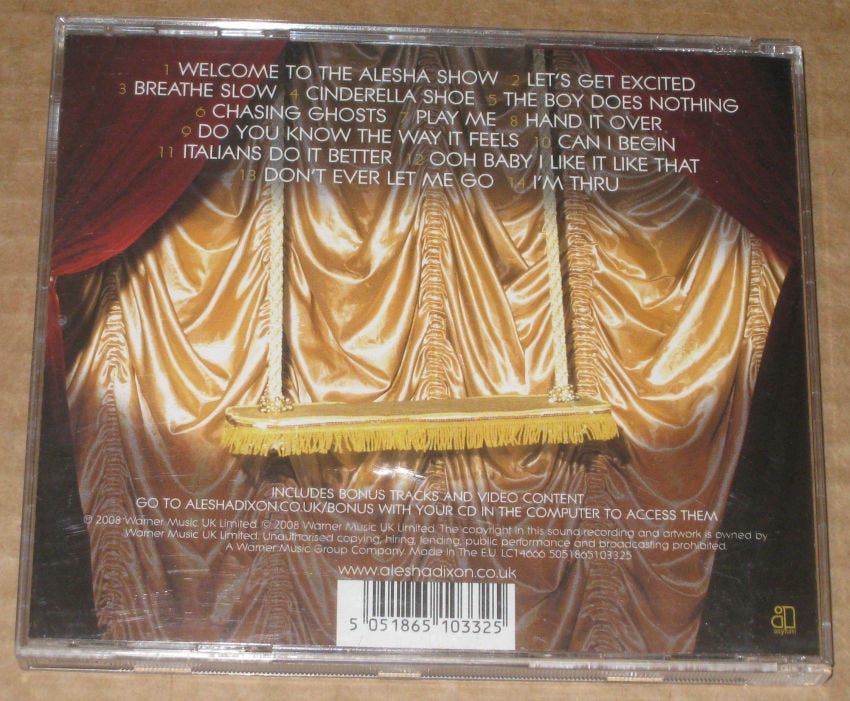 1 WELCOME TO THE ALESHA SHOW 2 LET'S GET EXCITED
3 BREATHE SLOW 4 CINDERELLA SHOE 5 THE BOY DOES NOTHING
6 CHASING GHOSTS 7 PLAY ME 8 HAND IT OVER
9 DO YOU KNOW THE WAY IT FEELS 10 CAN I BEGIN
11 ITALIANS DO IT BETTER 12 OOH BABY I LIKE IT LIKE THAT
13 DON'T EVER LET ME GO 14 I'M THRU
INCLUDES BONUS TRACKS AND VIDEO CONTENT
GO TO ALESHADIXON.CO.UK/BONUS WITH YOUR CD IN THE COMPUTER TO ACCESS THEM
℗ 2008 Warner Music UK Limited. © 2008 Warner Music UK Limited. The copyright in this sound recording and artwork is owned by
Warner Music UK Limited. Unauthorised copying, hiring, lending, public performance and broadcasting prohibited.
A Warner Music Group Company. Made in The E.U. LC14666 5051865103325
www.aleshadixon.co.uk
5 051865 103325
asylum